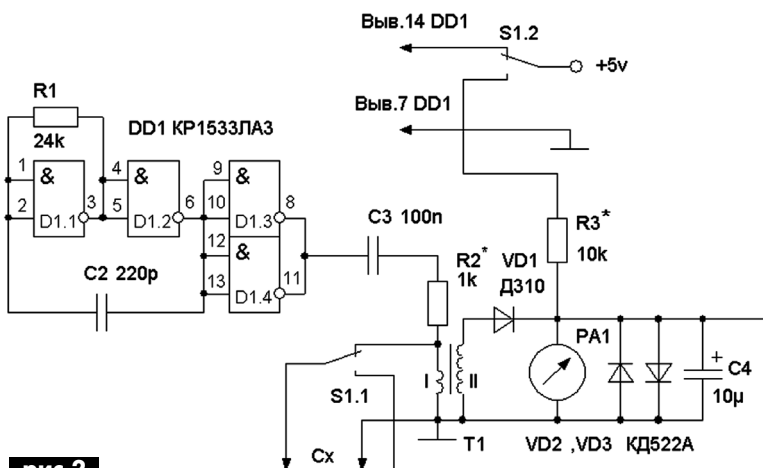 Выв.14 DD1
S1.2
+5v
R1
24k
DD1 КР1533ЛА3
Выв.7 DD1
1
&
2
D1.1
3
4
5
&
D1.2
6
9
10
&
D1.3
8
12
13
&
D1.4
11
C2 220p
C3 100n
R2*
1k
VD1
Д310
R3*
10k
PA1
+
C4
10μ
S1.1
I
II
T1
VD2 ,VD3 КД522А
Cx
рис.2